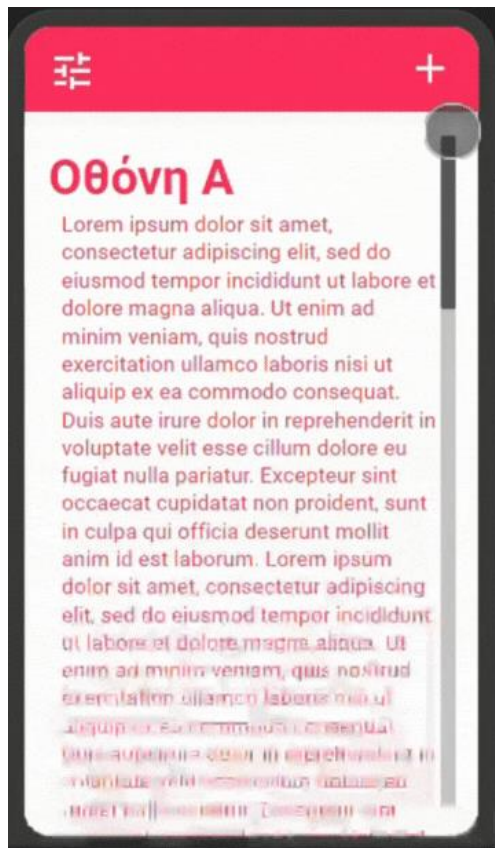 Οθόνη Α
Lorem ipsum dolor sit amet,
consectetur adipiscing elit, sed do
eiusmod tempor incididunt ut labore et
dolore magna aliqua. Ut enim ad
minim veniam, quis nostrud
exercitation ullamco laboris nisi ut
aliquip ex ea commodo consequat.
Duis aute irure dolor in reprehenderit in
voluptate velit esse cillum dolore eu
fugiat nulla pariatur. Excepteur sint
occaecat cupidatat non proident, sunt
in culpa qui officia deserunt mollit
anim id est laborum. Lorem ipsum
dolor sit amet, consectetur adipiscing
elit, sed do eiusmod tempor incididunt
ut labore et dolore magna aliqua. Ut
enim ad minim veniam, quis nostrud